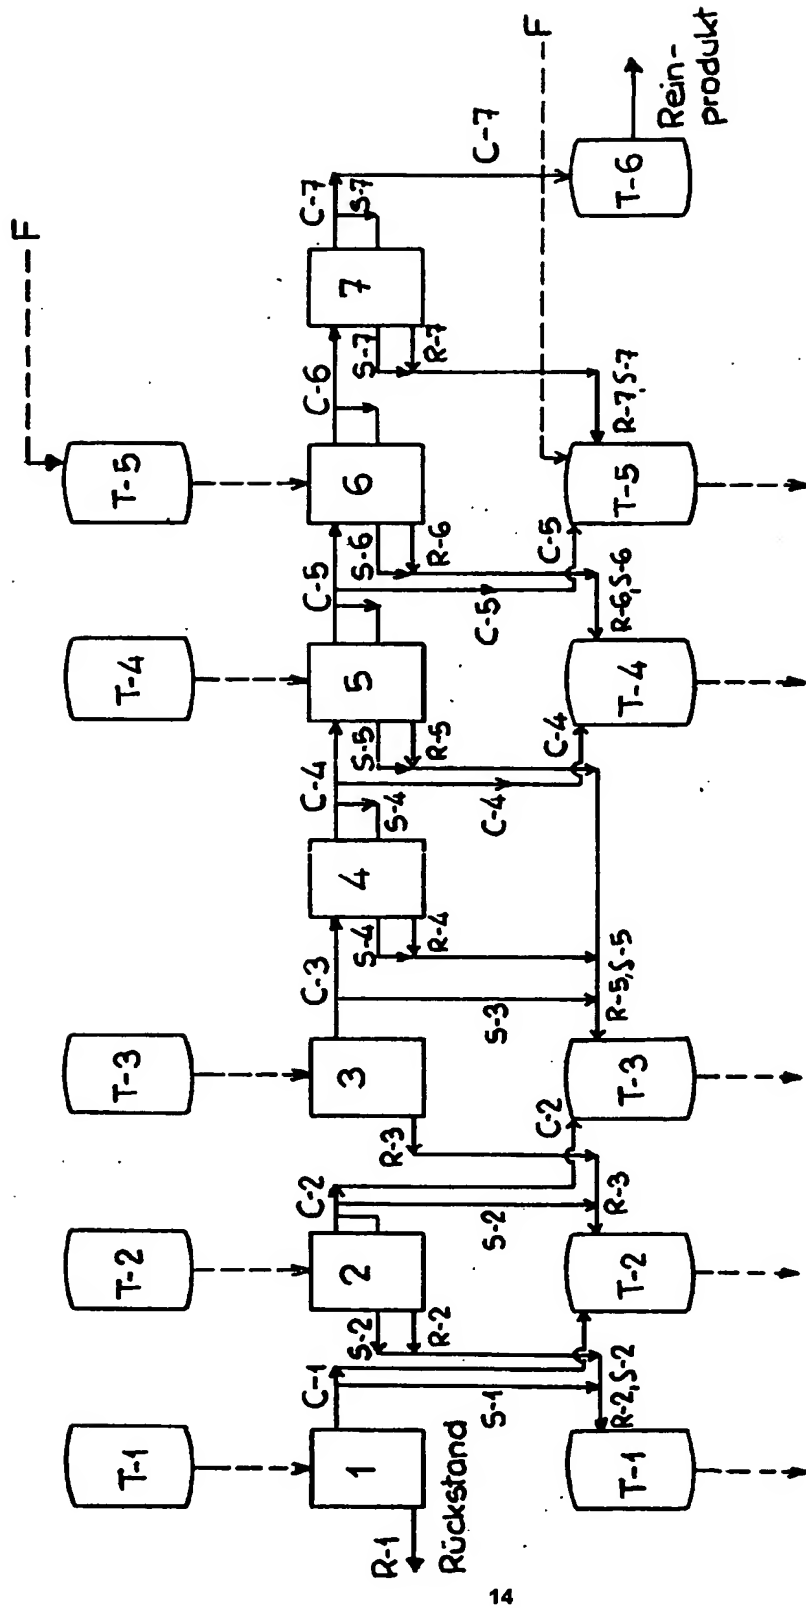 F
T-1
T-2
T-3
T-4
T-5
R-1
Rückstand
1
C-1
S-1
S-2
R-2
2
C-2
S-2
R-3
3
C-3
S-3
S-4
R-4
4
C-4
S-4
C-4
S-5
R-5
5
C-5
C-5
S-6
R-6
6
C-6
S-7
R-7
7
C-7
S-7
C-7
F
R-2, S-2
R-3
C-2
R-5, S-5
C-4
R-6, S-6
C-5
R-7, S-7
T-1
T-2
T-3
T-4
T-5
T-6
Rein-
produkt
14